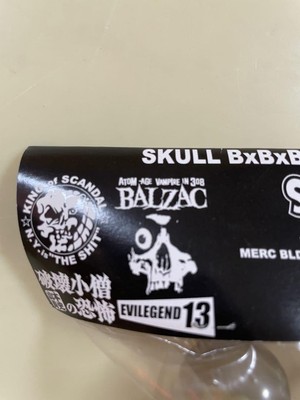 SKULL BxBxB
KING of SCANDAL
N.Y. is "THE SHIT"
ATOM-AGE VAMPIRE IN 308
BALZAC
S
MERC BLD
破壊小僧
の恐怖
EVILEGEND 13